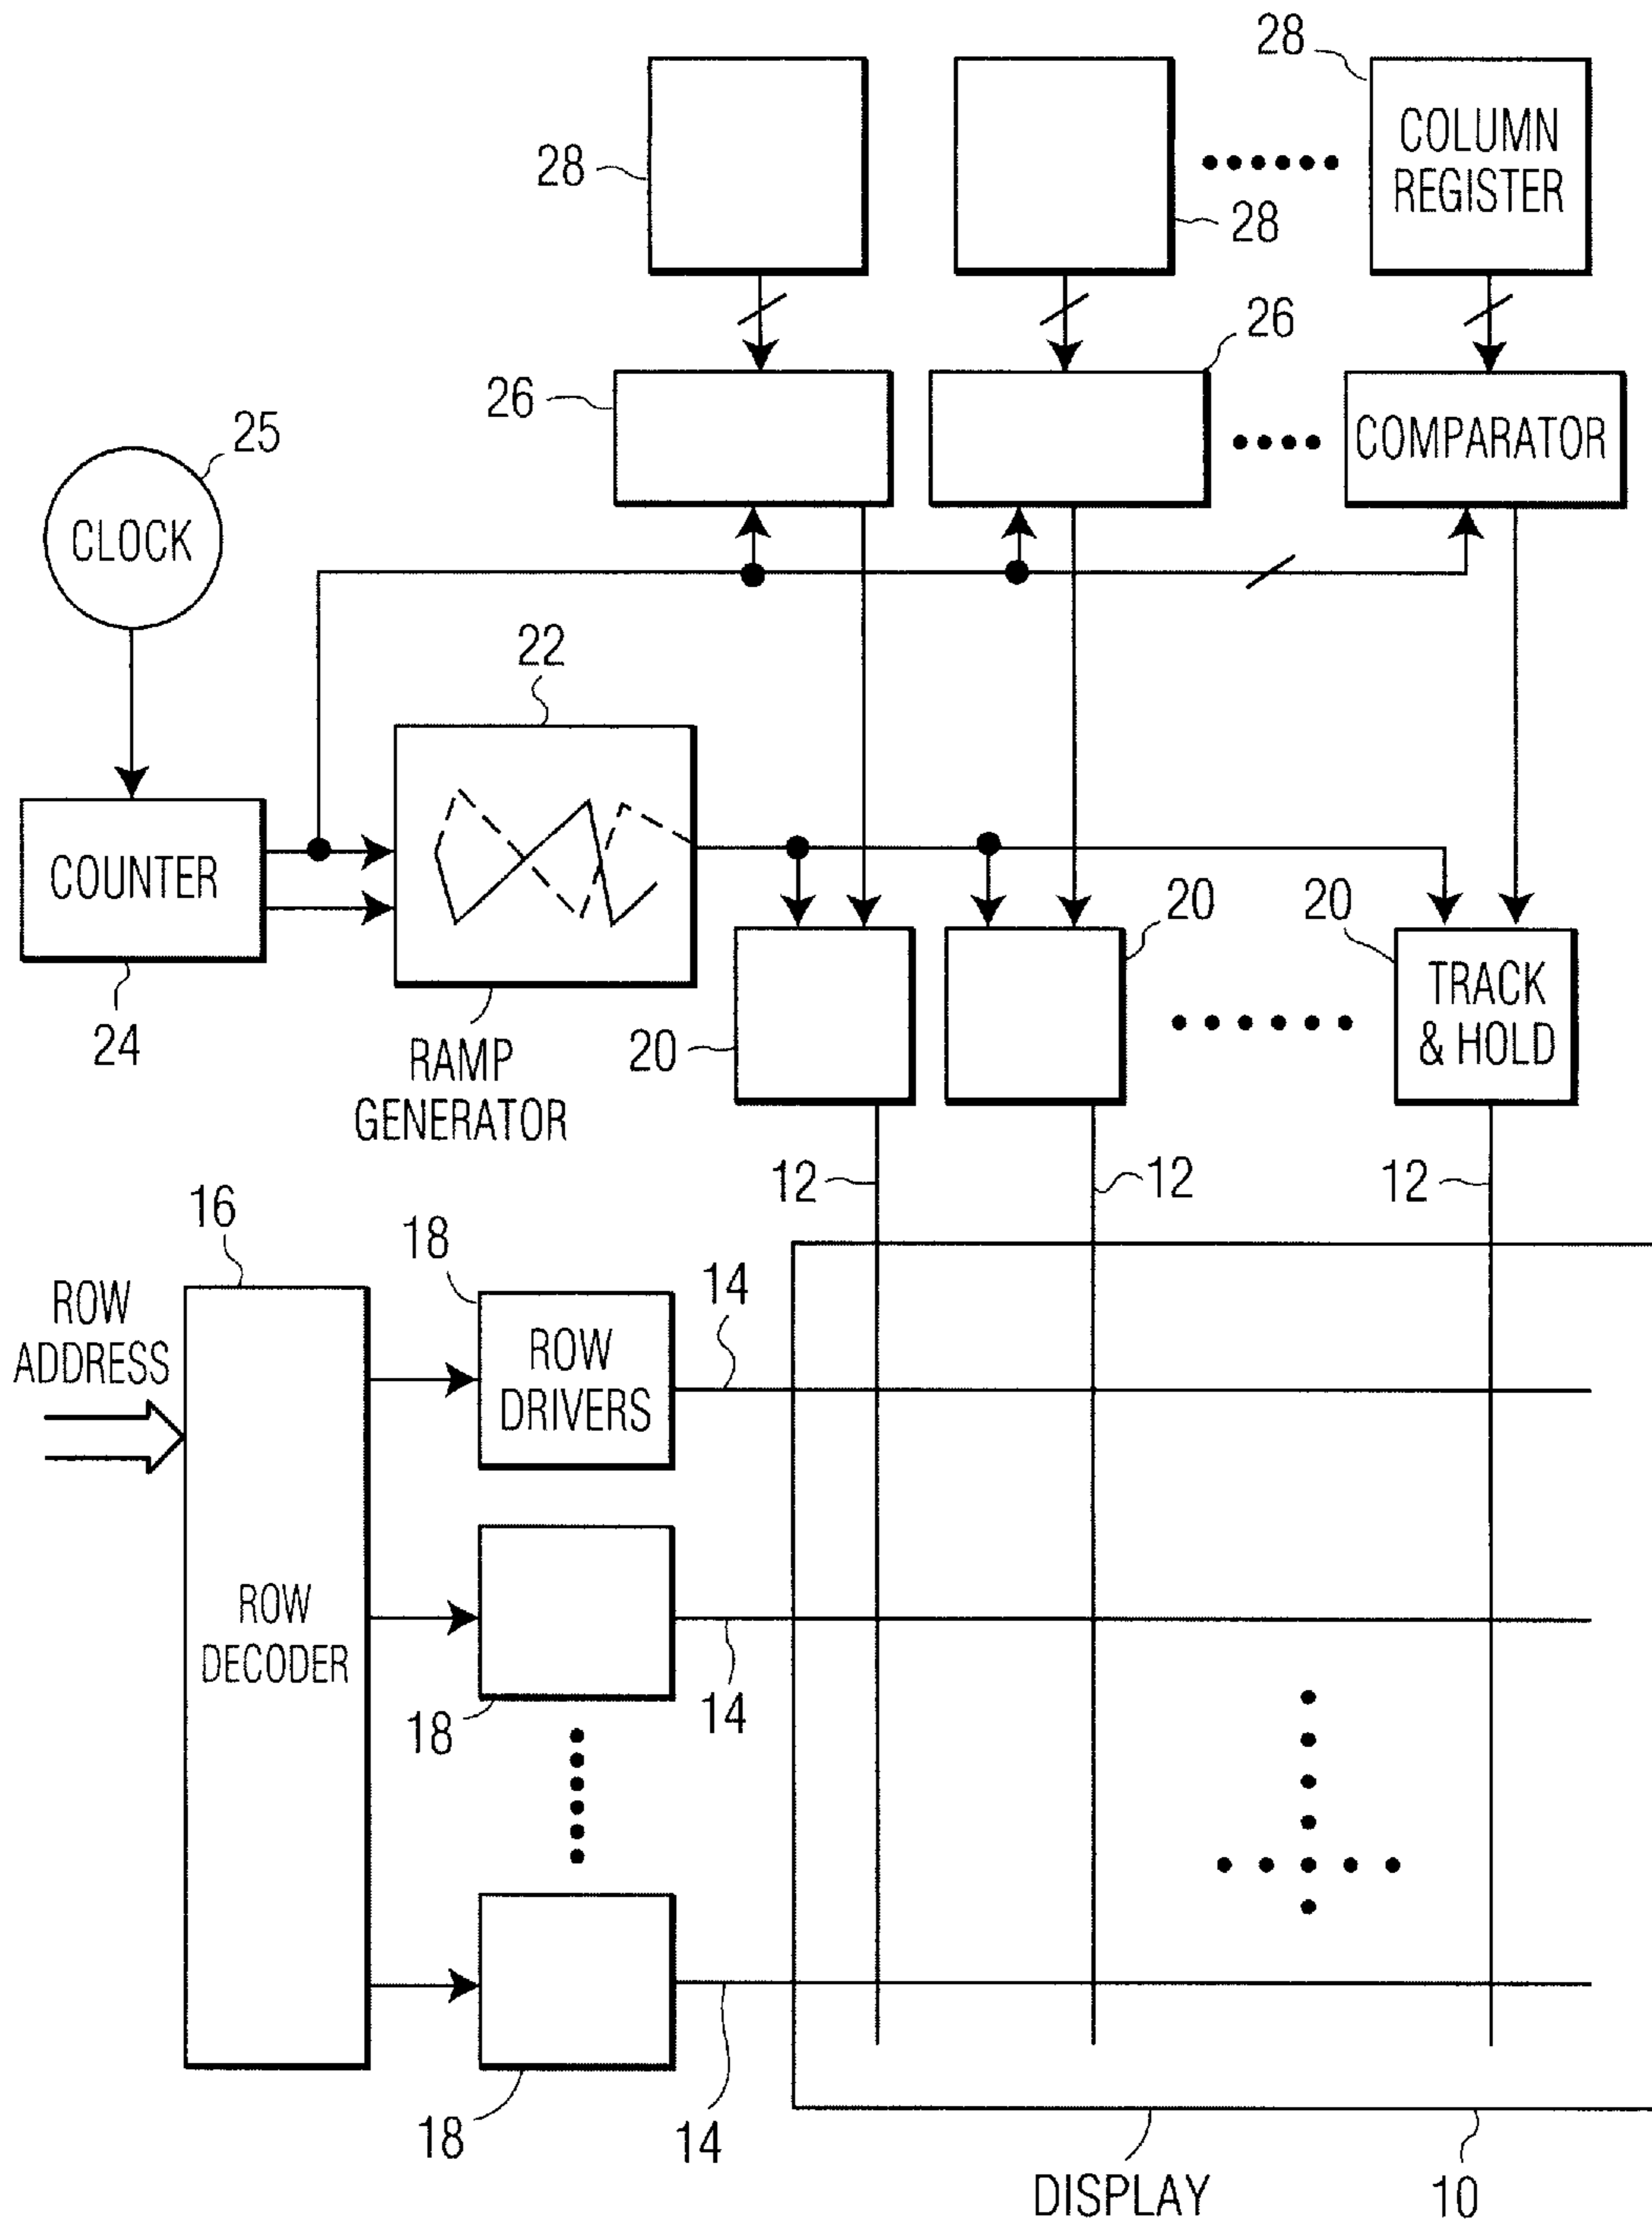 28
28
28
COLUMN
REGISTER
26
26
COMPARATOR
25
CLOCK
22
COUNTER
24
RAMP
GENERATOR
20
20
20
TRACK
& HOLD
12
12
12
16
ROW
ADDRESS
18
ROW
DRIVERS
14
ROW
DECODER
18
14
18
14
DISPLAY
10